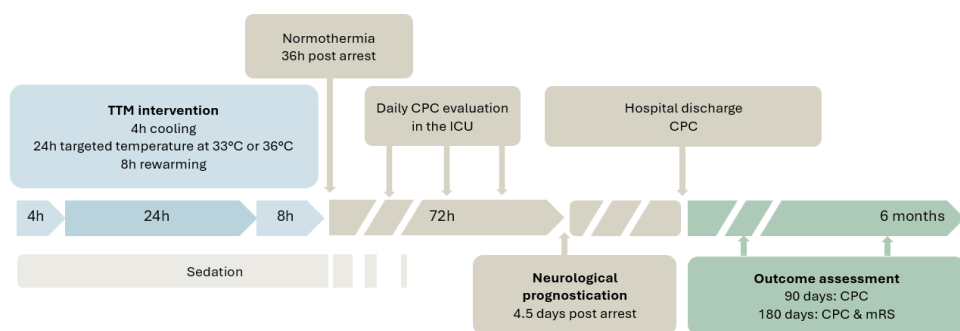 Normothermia
36h post arrest
TTM intervention
4h cooling
24h targeted temperature at 33°C or 36°C
8h rewarming
Daily CPC evaluation
in the ICU
Hospital discharge
CPC
4h
24h
8h
72h
6 months
Sedation
Neurological
prognostication
4.5 days post arrest
Outcome assessment
90 days: CPC
180 days: CPC & mRS